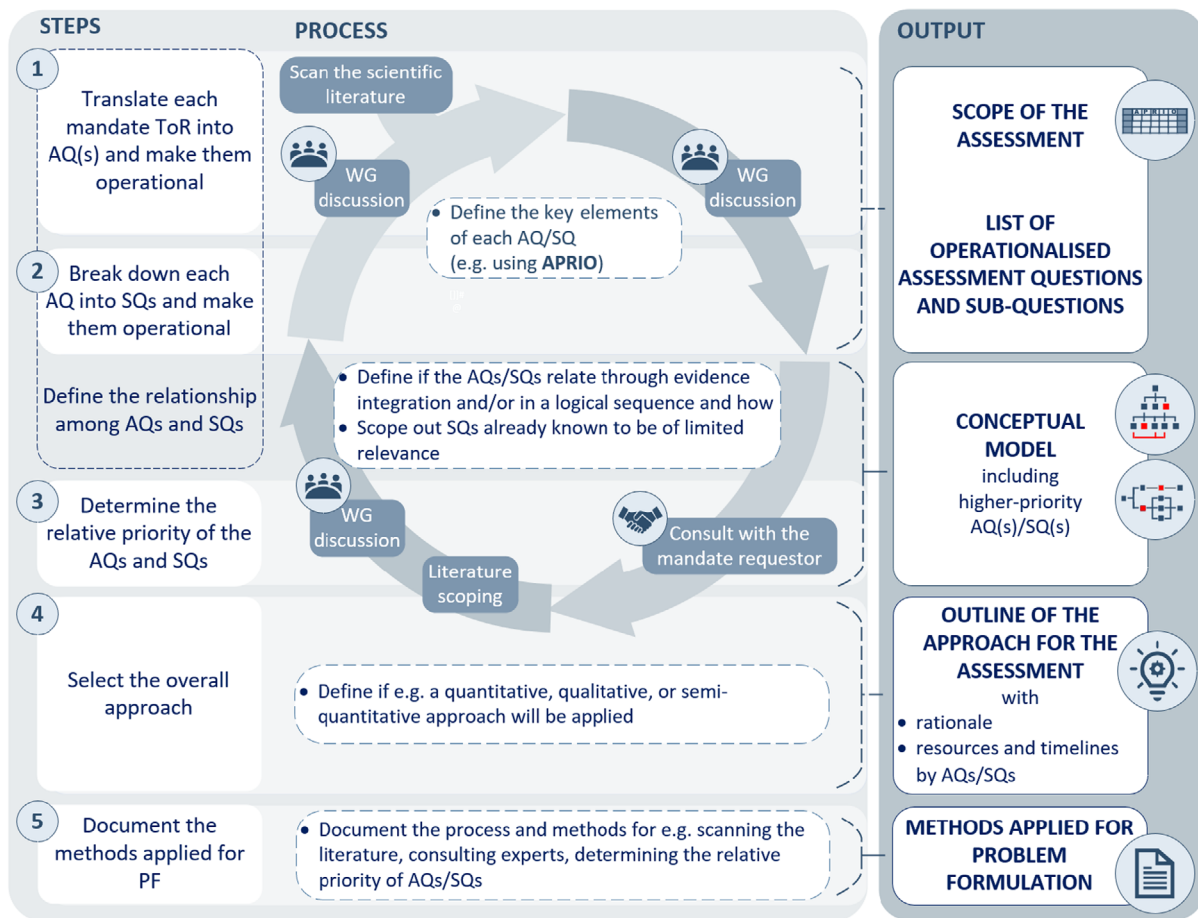 STEPS
PROCESS
OUTPUT
1
Translate each
mandate ToR into
AQ(s) and make them
operational
Scan the scientific
literature
WG
discussion
WG
discussion
• Define the key elements
of each AQ/SQ
(e.g. using APRIO)
SCOPE OF THE
ASSESSMENT
A P R I O
LIST OF
OPERATIONALISED
ASSESSMENT QUESTIONS
AND SUB-QUESTIONS
2
Break down each
AQ into SQs and make
them operational
Define the relationship
among AQs and SQs
• Define if the AQs/SQs relate through evidence
integration and/or in a logical sequence and how
• Scope out SQs already known to be of limited
relevance
CONCEPTUAL
MODEL
including
higher-priority
AQ(s)/SQ(s)
3
Determine the
relative priority of the
AQs and SQs
WG
discussion
Literature
scoping
Consult with the
mandate requestor
4
Select the overall
approach
• Define if e.g. a quantitative, qualitative, or semi-
quantitative approach will be applied
OUTLINE OF THE
APPROACH FOR THE
ASSESSMENT
with
• rationale
• resources and timelines
by AQs/SQs
5
Document the
methods applied for
PF
• Document the process and methods for e.g. scanning the
literature, consulting experts, determining the relative
priority of AQs/SQs
METHODS APPLIED FOR
PROBLEM
FORMULATION